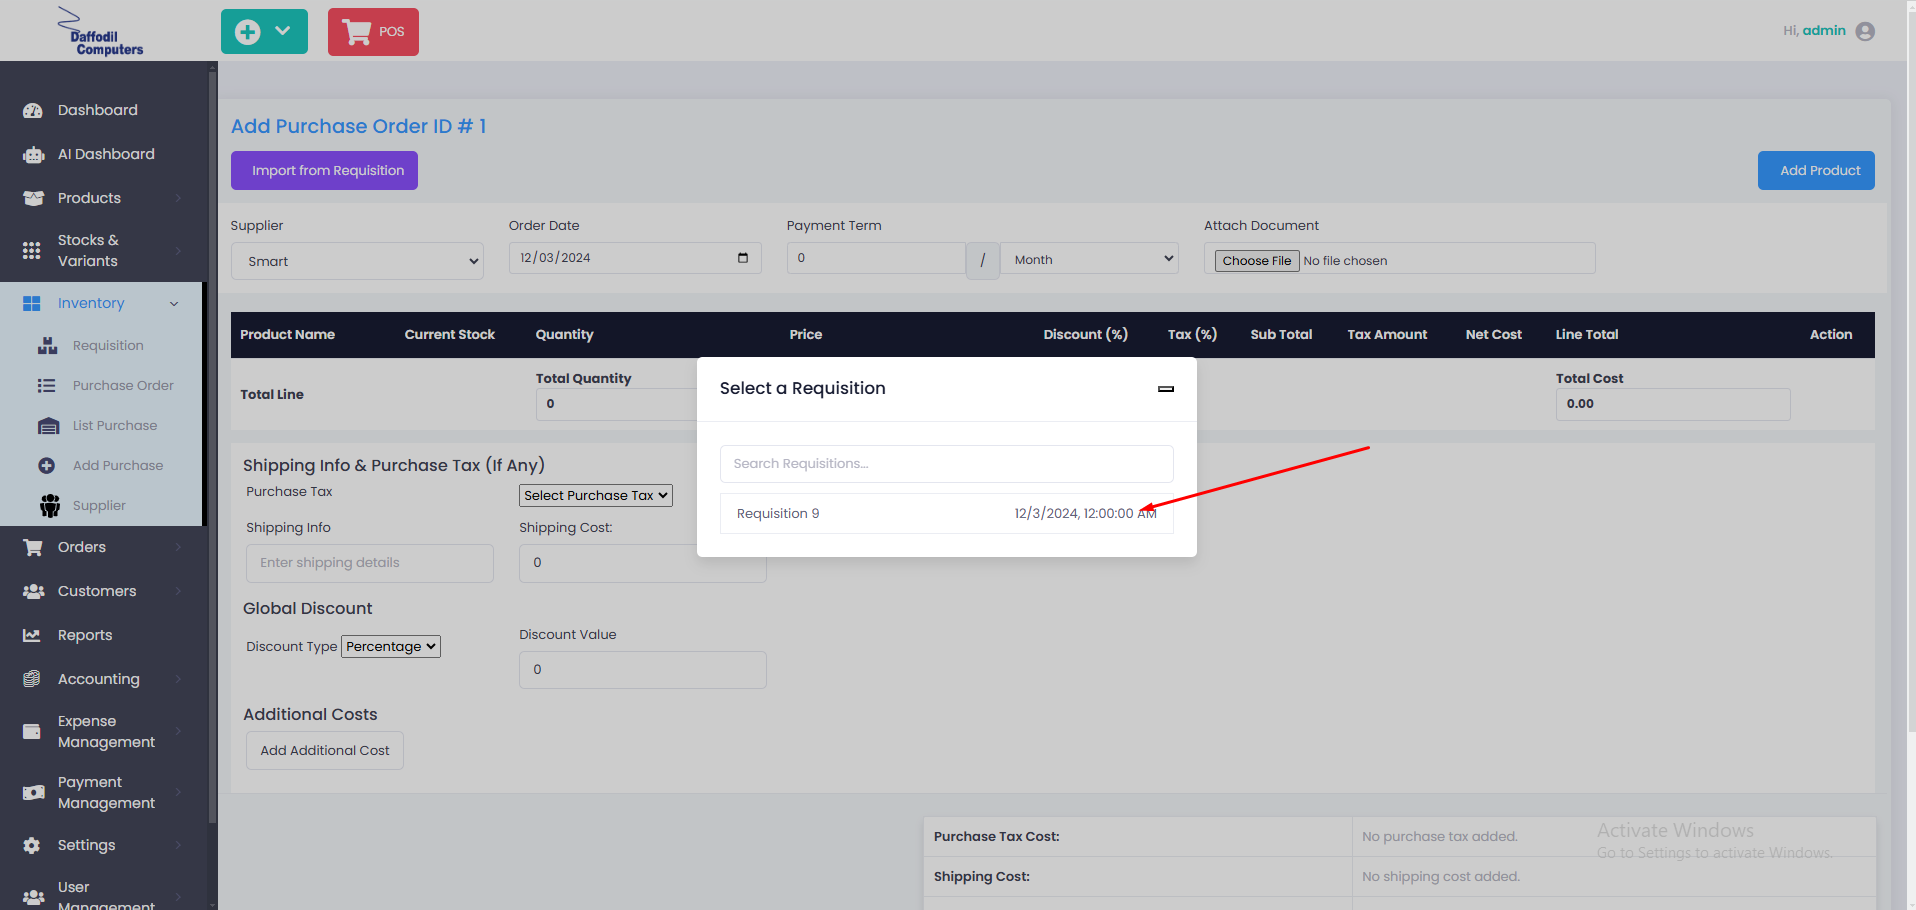 Daffodil
Computers
POS
Hi, admin
Dashboard
AI Dashboard
Products
Stocks &
Variants
Inventory
Requisition
Purchase Order
List Purchase
Add Purchase
Supplier
Orders
Customers
Reports
Accounting
Expense
Management
Payment
Management
Settings
User
Management
Add Purchase Order ID # 1
Import from Requisition
Add Product
Supplier
Order Date
Payment Term
Attach Document
Smart
12/03/2024
0
/
Month
Choose File No file chosen
Product Name Current Stock Quantity Price Discount (%) Tax (%) Sub Total Tax Amount Net Cost Line Total Action
Total Line
Total Quantity
0
Total Cost
0.00
Select a Requisition
Search Requisitions...
Requisition 9 12/3/2024, 12:00:00 AM
Shipping Info & Purchase Tax (If Any)
Purchase Tax
Select Purchase Tax
Shipping Info
Shipping Cost:
Enter shipping details
0
Global Discount
Discount Type Percentage
Discount Value
0
Additional Costs
Add Additional Cost
Purchase Tax Cost: No purchase tax added.
Shipping Cost: No shipping cost added.
Activate Windows
Go to Settings to activate Windows.